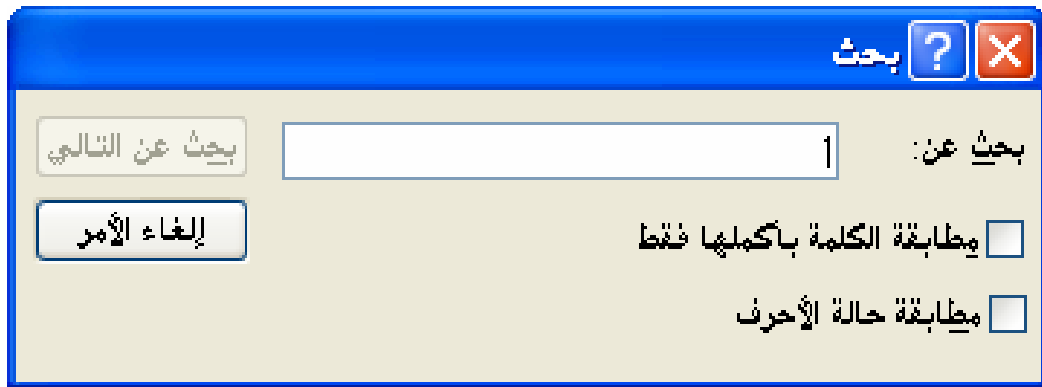 بحث
بحث عن:
1
بحث عن التالي
إلغاء الأمر
مطابقة الكلمة بأكملها فقط
مطابقة حالة الأحرف